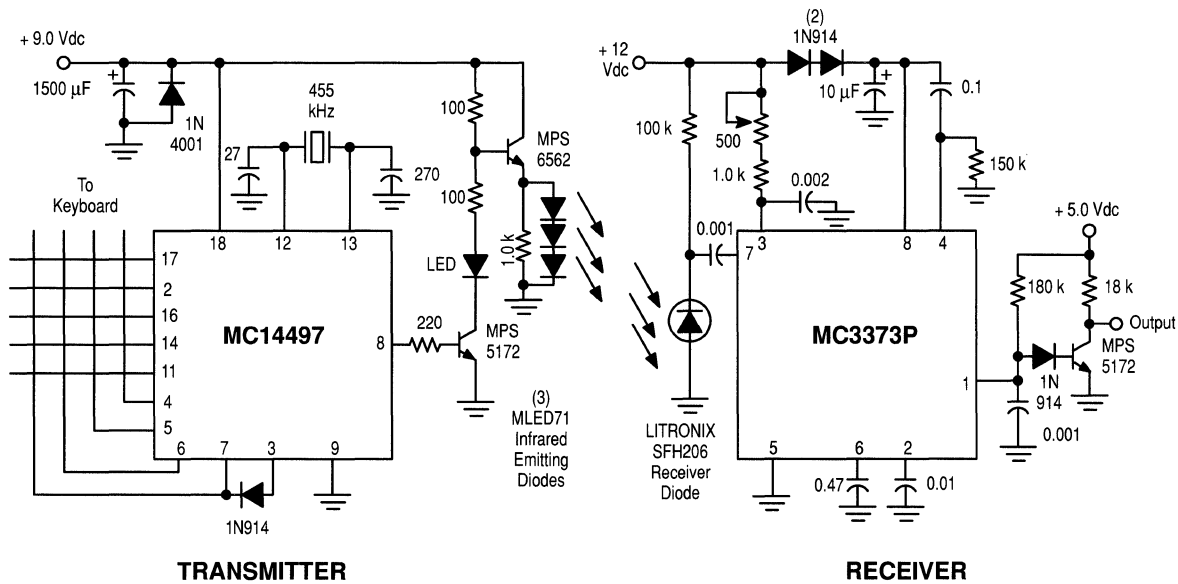 + 9.0 Vdc
1500 µF
+
1N
4001
455
kHz
27
270
100
100
MPS
6562
1.0 k
LED
To
Keyboard
18
12
13
17
2
16
14
11
4
5
6
7
3
9
8
MC14497
220
MPS
5172
1N914
(3)
MLED71
Infrared
Emitting
Diodes
TRANSMITTER
+ 12
Vdc
(2)
1N914
10 µF
+
0.1
100 k
500
1.0 k
150 k
0.002
0.001
7
3
8
4
MC3373P
1
5
6
2
LITRONIX
SFH206
Receiver
Diode
0.47
0.01
+ 5.0 Vdc
180 k
18 k
Output
MPS
5172
1N
914
0.001
RECEIVER